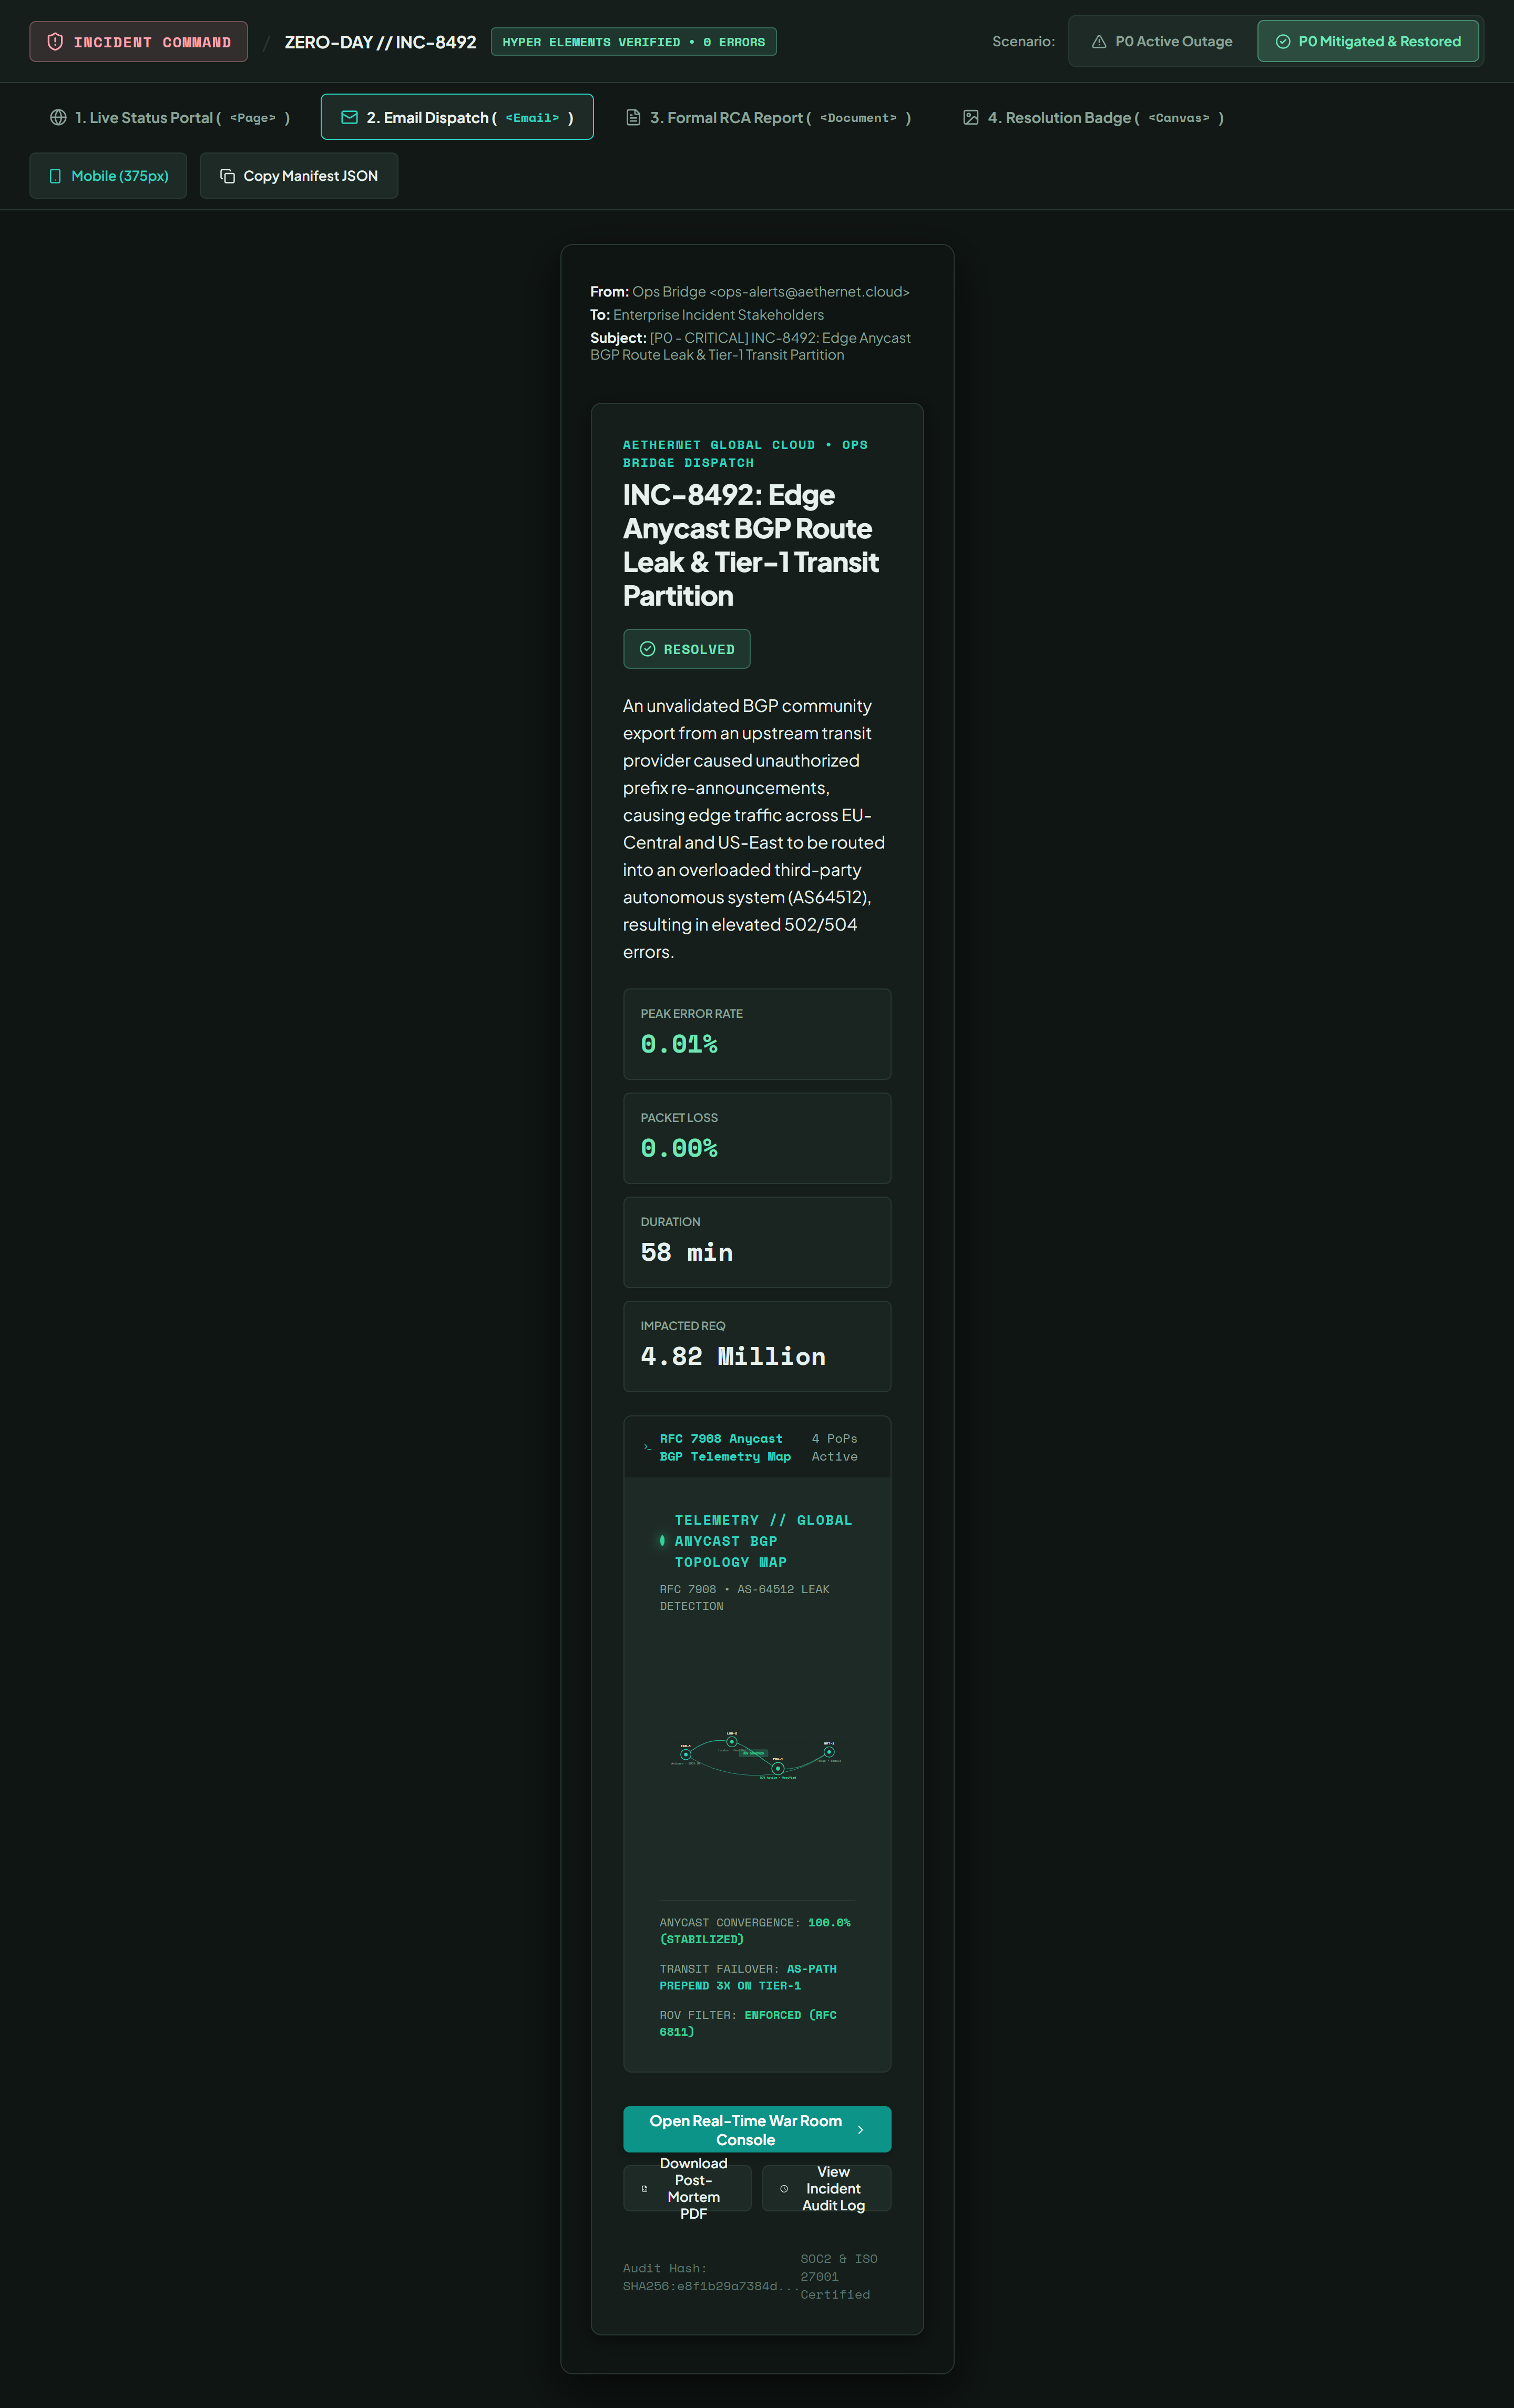 INCIDENT COMMAND
/
ZERO-DAY // INC-8492
HYPER ELEMENTS VERIFIED • 0 ERRORS
Scenario:
P0 Active Outage
P0 Mitigated & Restored
1. Live Status Portal ( <Page> )
2. Email Dispatch ( <Email> )
3. Formal RCA Report ( <Document> )
4. Resolution Badge ( <Canvas> )
Mobile (375px)
Copy Manifest JSON
From: Ops Bridge <ops-alerts@aethernet.cloud>
To: Enterprise Incident Stakeholders
Subject: [P0 - CRITICAL] INC-8492: Edge Anycast
BGP Route Leak & Tier-1 Transit Partition
AETHERNET GLOBAL CLOUD • OPS
BRIDGE DISPATCH
INC-8492: Edge
Anycast BGP Route
Leak & Tier-1 Transit
Partition
RESOLVED
An unvalidated BGP community
export from an upstream transit
provider caused unauthorized
prefix re-announcements,
causing edge traffic across EU-
Central and US-East to be routed
into an overloaded third-party
autonomous system (AS64512),
resulting in elevated 502/504
errors.
PEAK ERROR RATE
0.01%
PACKET LOSS
0.00%
DURATION
58 min
IMPACTED REQ
4.82 Million
RFC 7908 Anycast
BGP Telemetry Map
4 PoPs
Active
TELEMETRY // GLOBAL
ANYCAST BGP
TOPOLOGY MAP
RFC 7908 • AS-64512 LEAK
DETECTION
ANYCAST CONVERGENCE: 100.0%
(STABILIZED)
TRANSIT FAILOVER: AS-PATH
PREPEND 3X ON TIER-1
ROV FILTER: ENFORCED (RFC
6811)
Open Real-Time War Room
Console
Download
Post-
Mortem
PDF
View
Incident
Audit Log
Audit Hash:
SHA256:e8f1b29a7384d...
SOC2 & ISO
27001
Certified